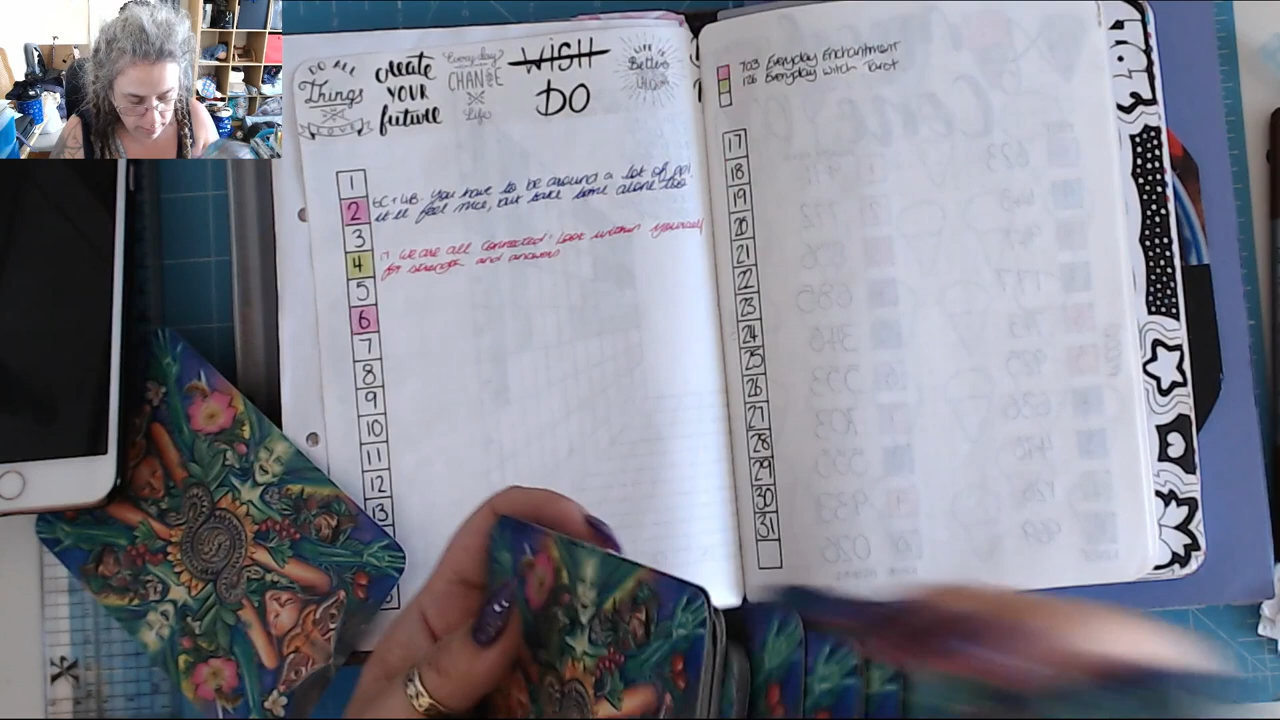 DO ALL Things LOVE
create YOUR future
Everyday CHANGE Life
WISH
DO
LIFE IS Better
703 Everyday Enchantment
126 Everyday Witch Tarot
1
2
6C + 4B. You have to be around a lot of ppl,
it'll feel nice, but take some alone too
3
4
we are all connected. Look within yourself
for strength and answers
5
6
7
8
9
10
11
12
13
17
18
19
20
21
22
23
24
25
26
27
28
29
30
31